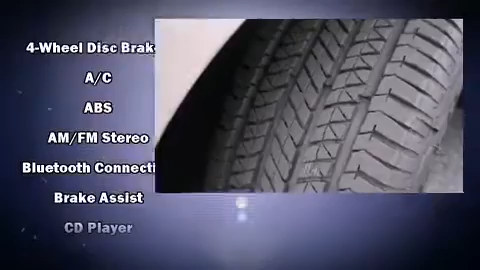 4-Wheel Disc Brak
A/C
ABS
AM/FM Stereo
Bluetooth Connecti
Brake Assist
CD Player